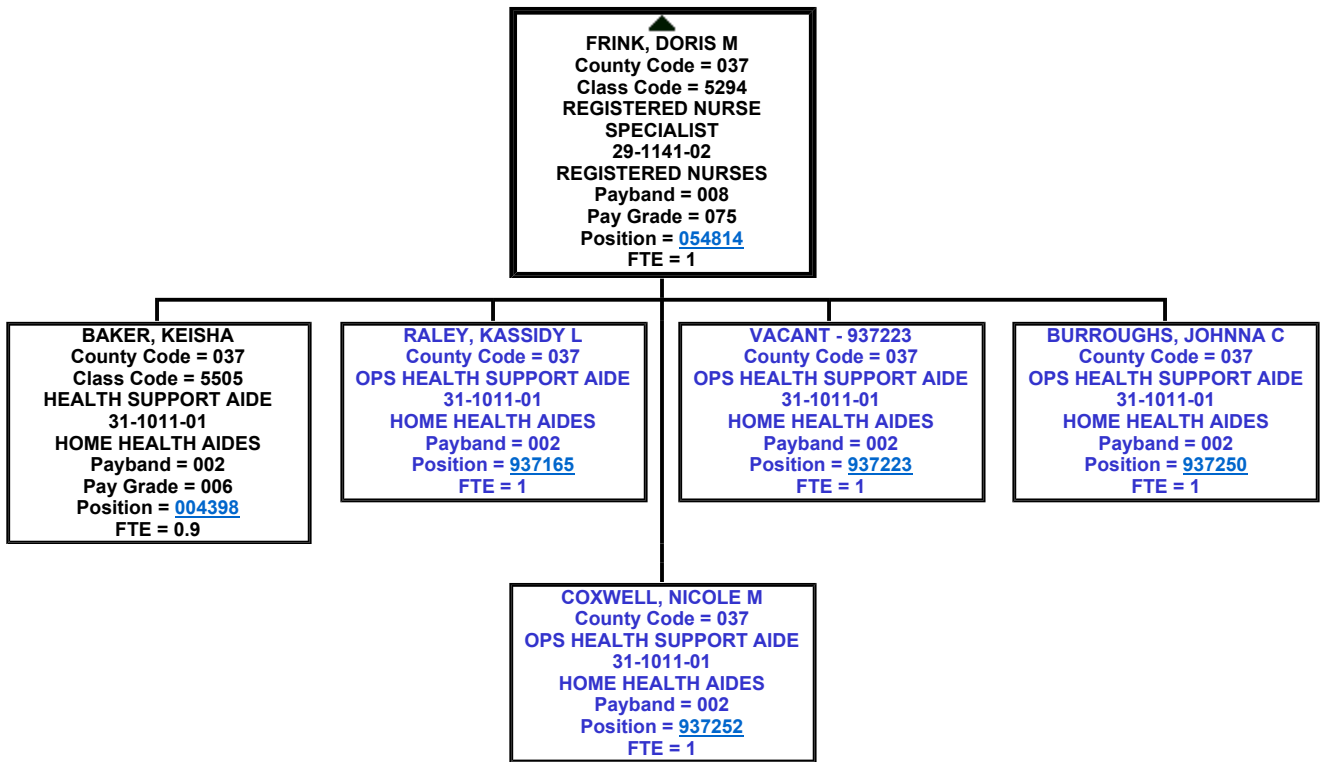 FRINK, DORIS M
County Code = 037
Class Code = 5294
REGISTERED NURSE
SPECIALIST
29-1141-02
REGISTERED NURSES
Payband = 008
Pay Grade = 075
Position = 054814
FTE = 1
BAKER, KEISHA
County Code = 037
Class Code = 5505
HEALTH SUPPORT AIDE
31-1011-01
HOME HEALTH AIDES
Payband = 002
Pay Grade = 006
Position = 004398
FTE = 0.9
RALEY, KASSIDY L
County Code = 037
OPS HEALTH SUPPORT AIDE
31-1011-01
HOME HEALTH AIDES
Payband = 002
Position = 937165
FTE = 1
VACANT - 937223
County Code = 037
OPS HEALTH SUPPORT AIDE
31-1011-01
HOME HEALTH AIDES
Payband = 002
Position = 937223
FTE = 1
BURROUGHS, JOHNNA C
County Code = 037
OPS HEALTH SUPPORT AIDE
31-1011-01
HOME HEALTH AIDES
Payband = 002
Position = 937250
FTE = 1
COXWELL, NICOLE M
County Code = 037
OPS HEALTH SUPPORT AIDE
31-1011-01
HOME HEALTH AIDES
Payband = 002
Position = 937252
FTE = 1